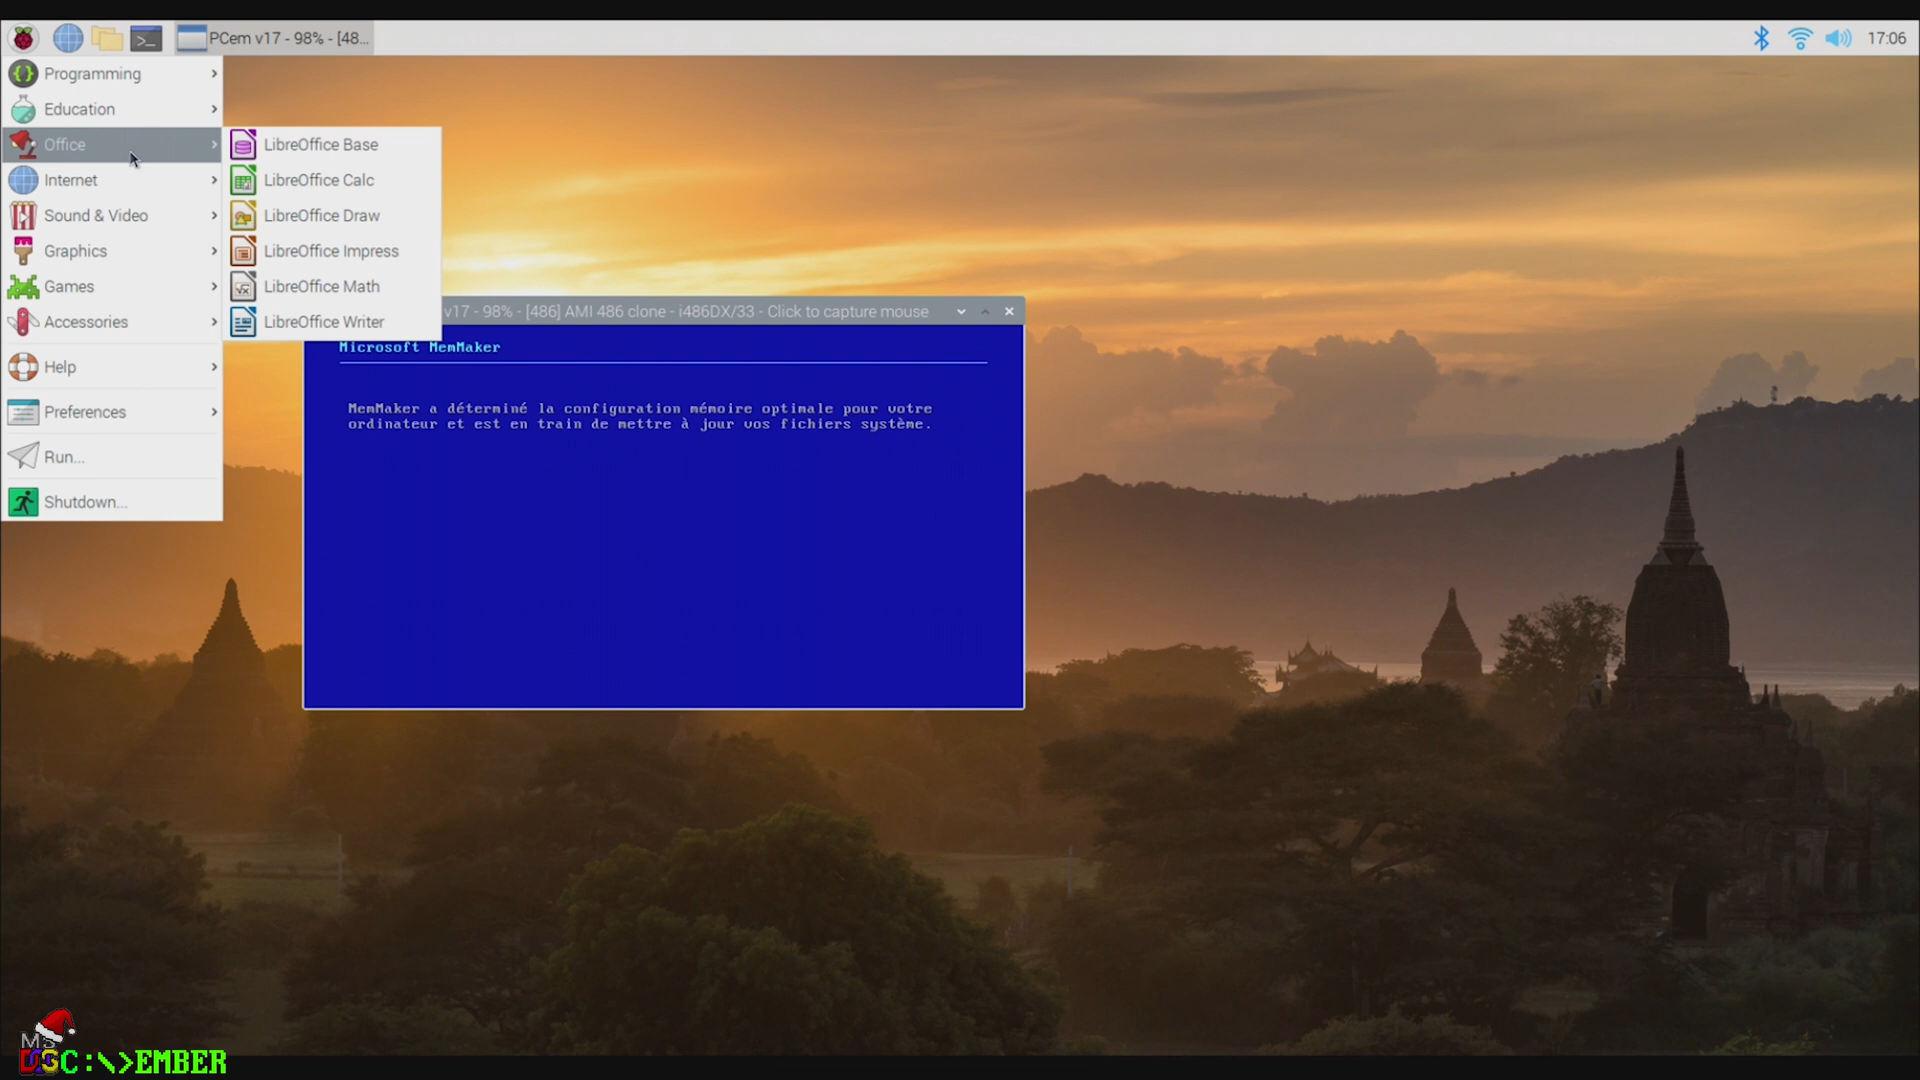 PCem v17 - 98% - [48...
17:06
Programming
Education
Office
Internet
Sound & Video
Graphics
Games
Accessories
Help
Preferences
Run...
Shutdown...
LibreOffice Base
LibreOffice Calc
LibreOffice Draw
LibreOffice Impress
LibreOffice Math
LibreOffice Writer
v17 - 98% - [486] AMI 486 clone - i486DX/33 - Click to capture mouse
Microsoft MemMaker
MemMaker a déterminé la configuration mémoire optimale pour votre
ordinateur et est en train de mettre à jour vos fichiers système.
MS
DOSC:\>EMBER